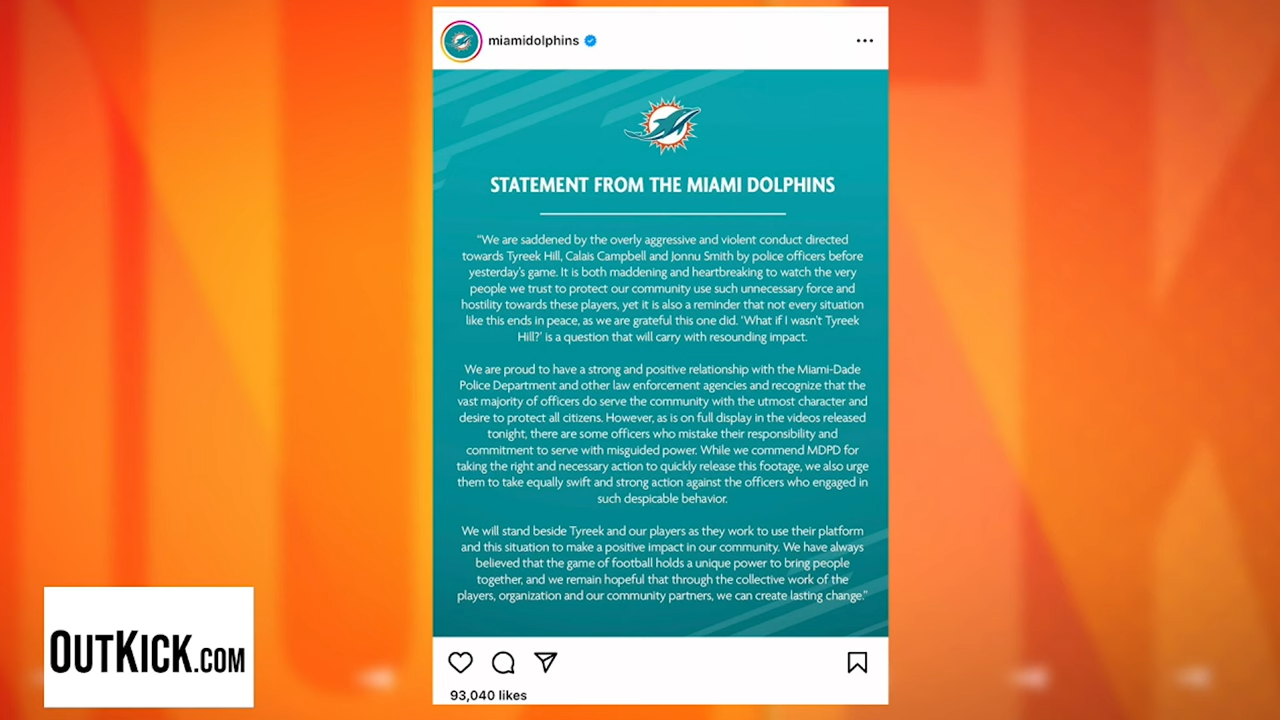 miamidolphins
STATEMENT FROM THE MIAMI DOLPHINS
“We are saddened by the overly aggressive and violent conduct directed
towards Tyreek Hill, Calais Campbell and Jonnu Smith by police officers before
yesterday’s game. It is both maddening and heartbreaking to watch the very
people we trust to protect our community use such unnecessary force and
hostility towards these players, yet it is also a reminder that not every situation
like this ends in peace, as we are grateful this one did. ‘What if I wasn’t Tyreek
Hill?’ is a question that will carry with resounding impact.
We are proud to have a strong and positive relationship with the Miami-Dade
Police Department and other law enforcement agencies and recognize that the
vast majority of officers do serve the community with the utmost character and
desire to protect all citizens. However, as is on full display in the videos released
tonight, there are some officers who mistake their responsibility and
commitment to serve with misguided power. While we commend MDPD for
taking the right and necessary action to quickly release this footage, we also urge
them to take equally swift and strong action against the officers who engaged in
such despicable behavior.
We will stand beside Tyreek and our players as they work to use their platform
and this situation to make a positive impact in our community. We have always
believed that the game of football holds a unique power to bring people
together, and we remain hopeful that through the collective work of the
players, organization and our community partners, we can create lasting change.”
93,040 likes
OUTKICK.COM